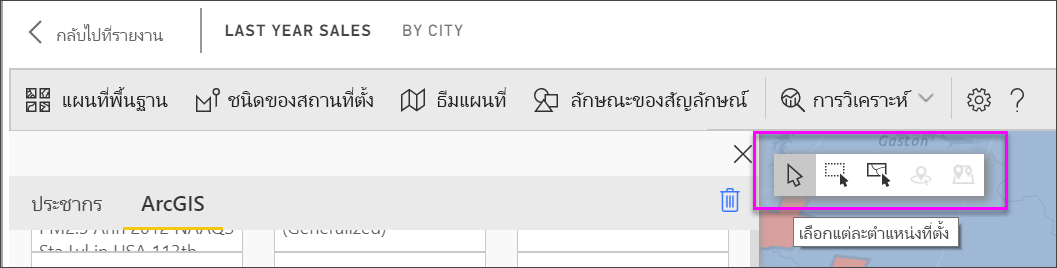 กลับไปที่รายงาน LAST YEAR SALES BY CITY
แผนที่พื้นฐาน ชนิดของสถานที่ตั้ง ธีมแผนที่ ลักษณะของสัญลักษณ์ การวิเคราะห์ ?
Gaston
ประชากร ArcGIS
เลือกแต่ละตำแหน่งที่ตั้ง
PM2.5 Ann 2012 NAAQS (Generalized)
Sta Jul in USA 113th